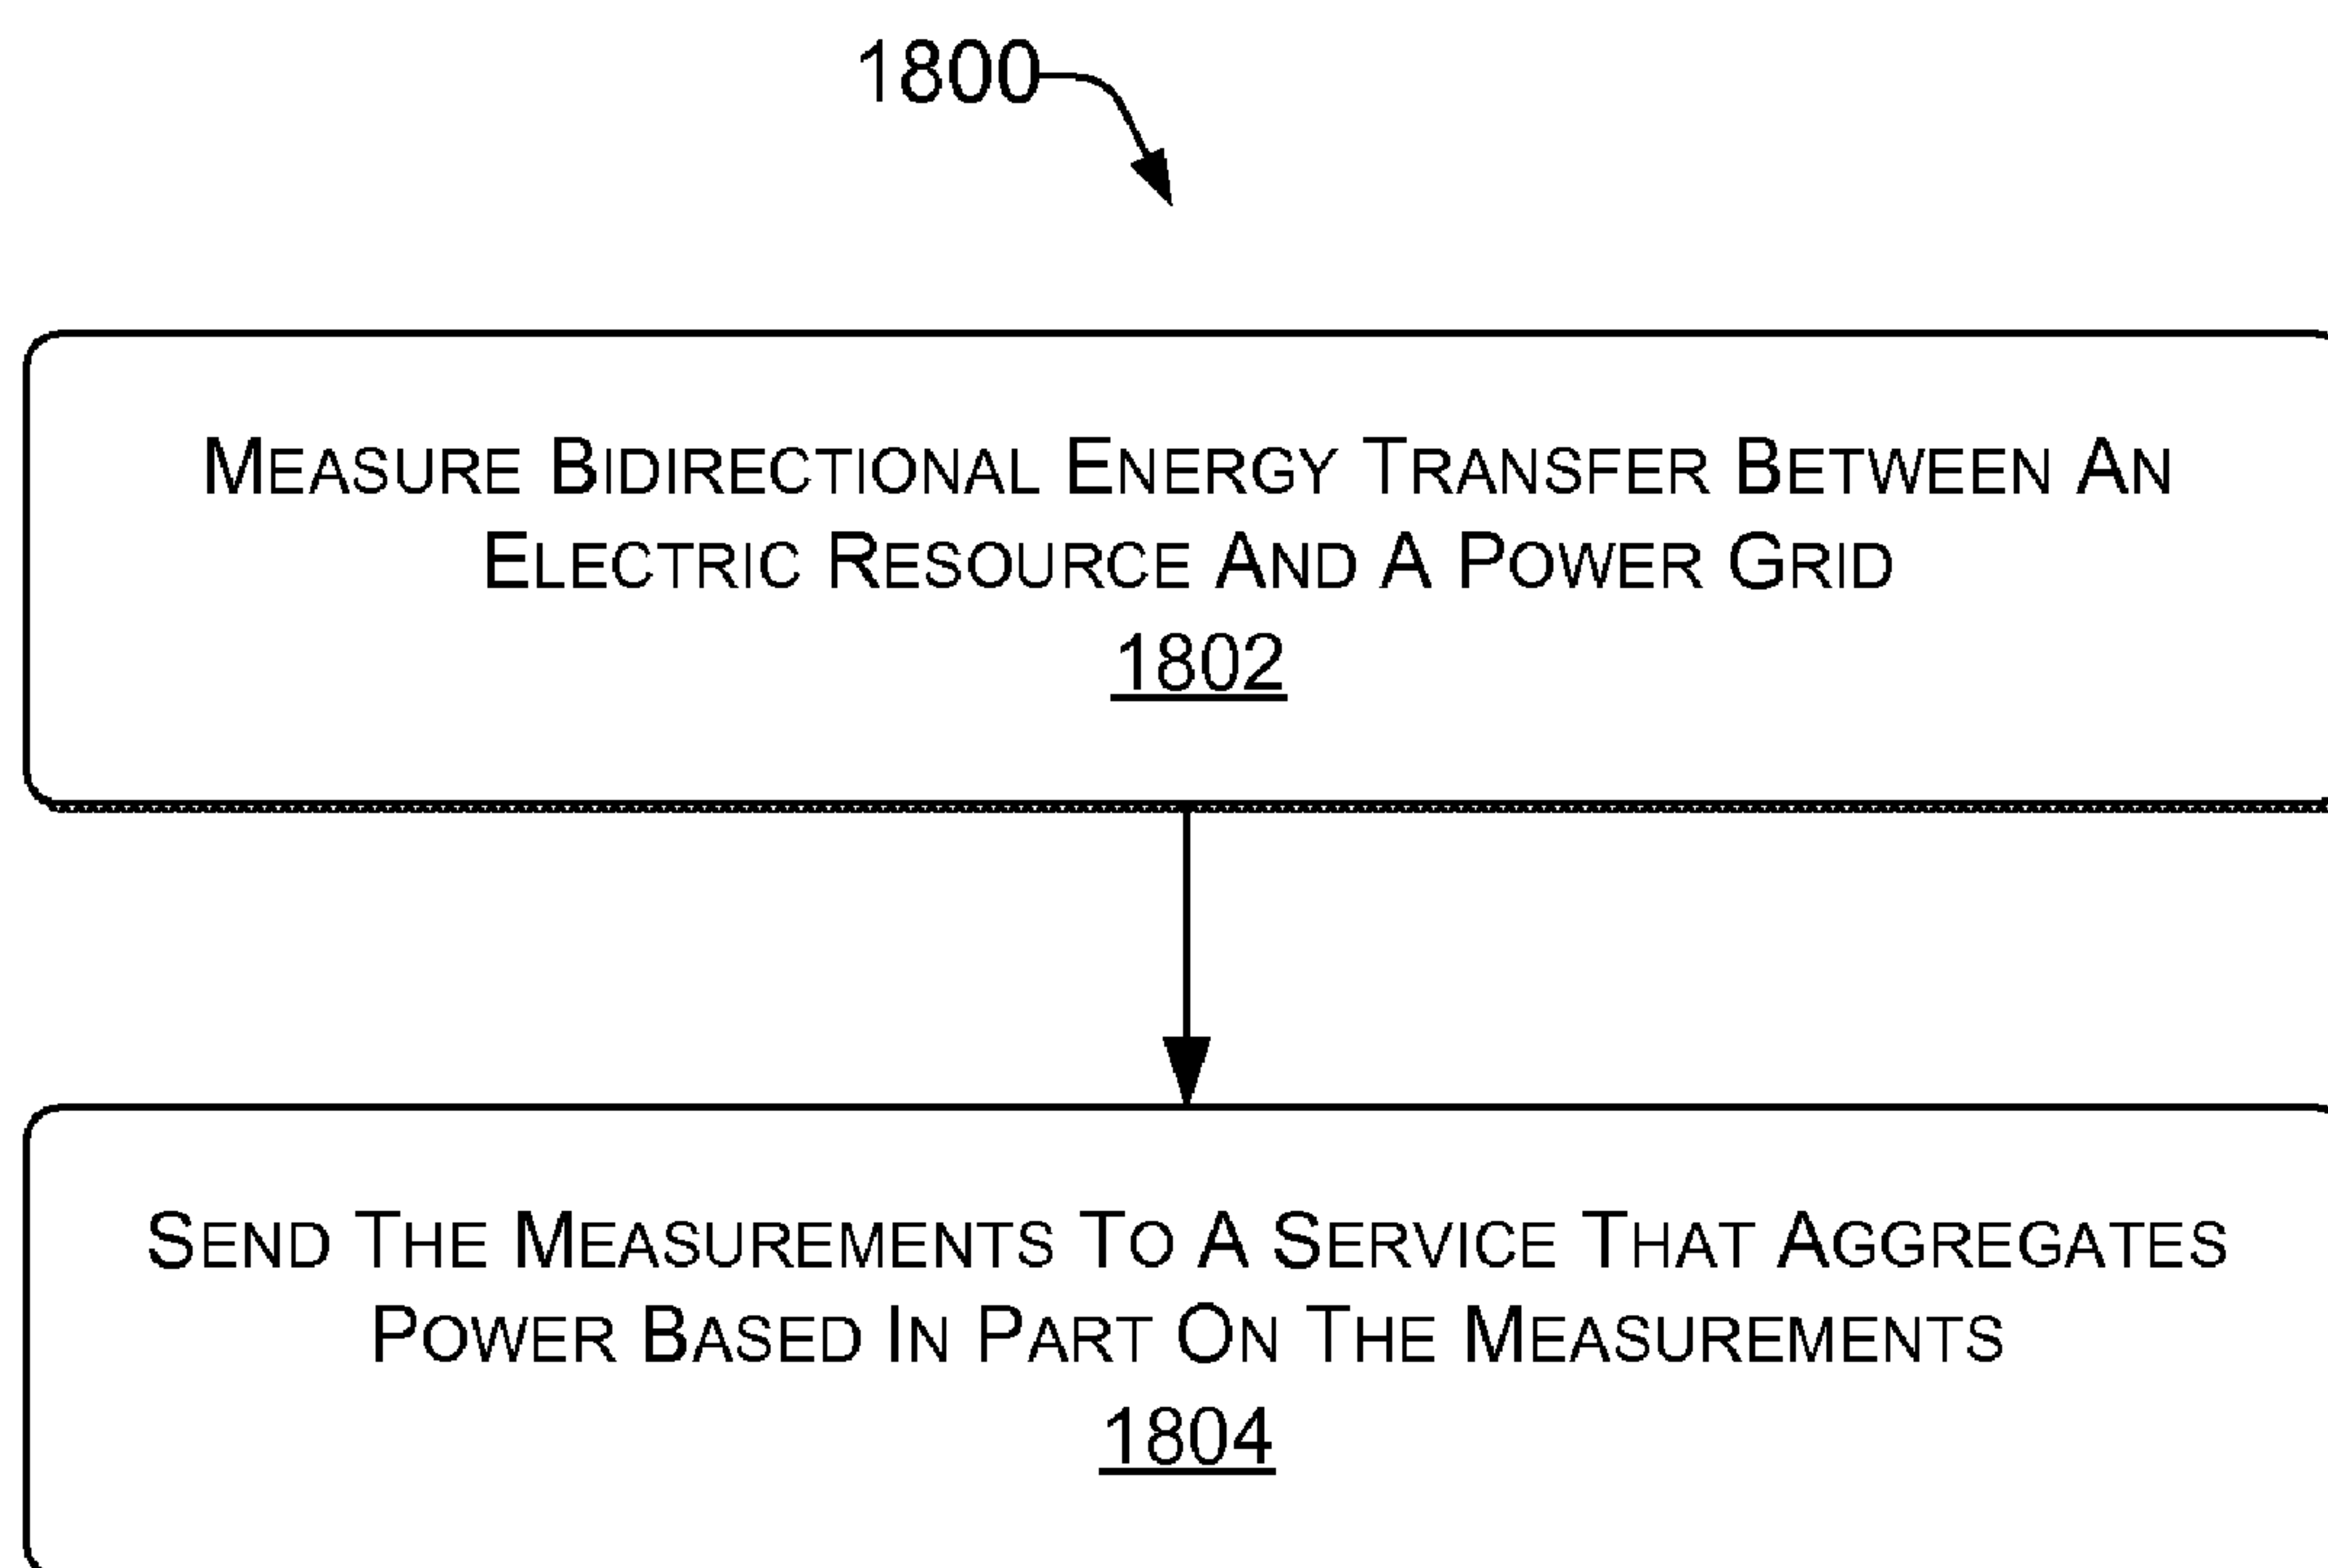 1800
MEASURE BIDIRECTIONAL ENERGY TRANSFER BETWEEN AN
ELECTRIC RESOURCE AND A POWER GRID
1802
SEND THE MEASUREMENTS TO A SERVICE THAT AGGREGATES
POWER BASED IN PART ON THE MEASUREMENTS
1804